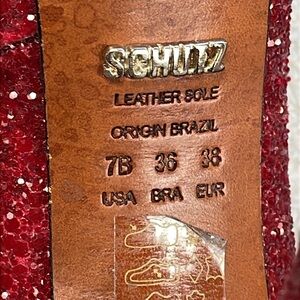 SCHUTZ
LEATHER SOLE
ORIGIN BRAZIL
7B 36 38
USA BRA EUR